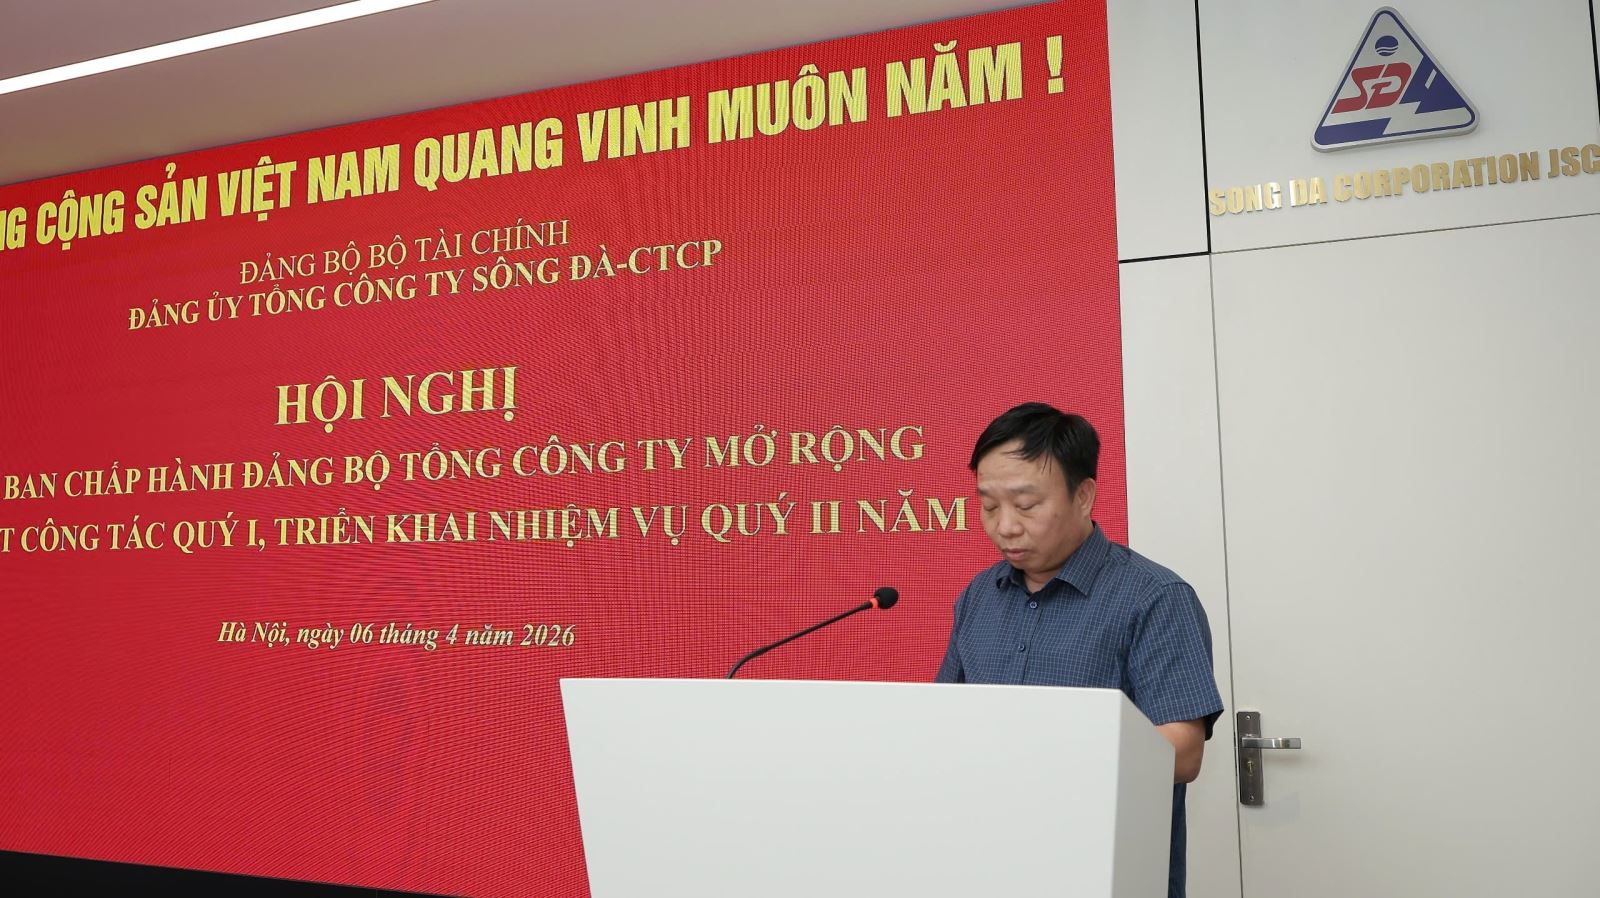 CỘNG SẢN VIỆT NAM QUANG VINH MUÔN NĂM !
ĐẢNG BỘ BỘ TÀI CHÍNH
ĐẢNG ỦY TỔNG CÔNG TY SÔNG ĐÀ-CTCP
HỘI NGHỊ
BAN CHẤP HÀNH ĐẢNG BỘ TỔNG CÔNG TY MỞ RỘNG
CÔNG TÁC QUÝ I, TRIỂN KHAI NHIỆM VỤ QUÝ II NĂM
Hà Nội, ngày 06 tháng 4 năm 2026
SĐ
SONG DA CORPORATION JSC